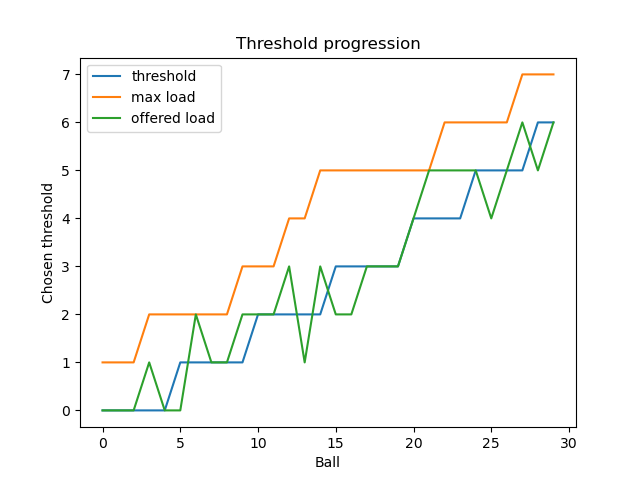 Threshold progression
threshold
max load
offered load
Chosen threshold
7
6
5
4
3
2
1
0
0 5 10 15 20 25 30
Ball